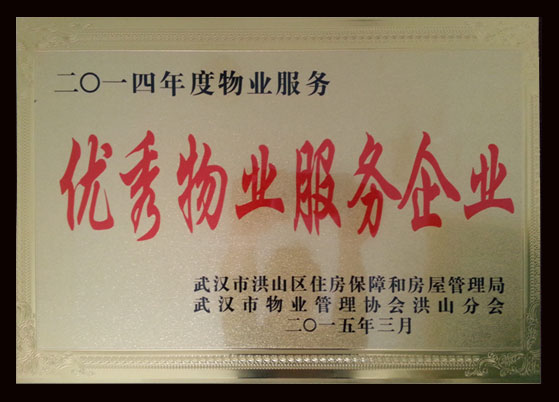 二〇一四年度物业服务
优秀物业服务企业
武汉市洪山区住房保障和房屋管理局
武汉市物业管理协会洪山分会
二〇一五年三月